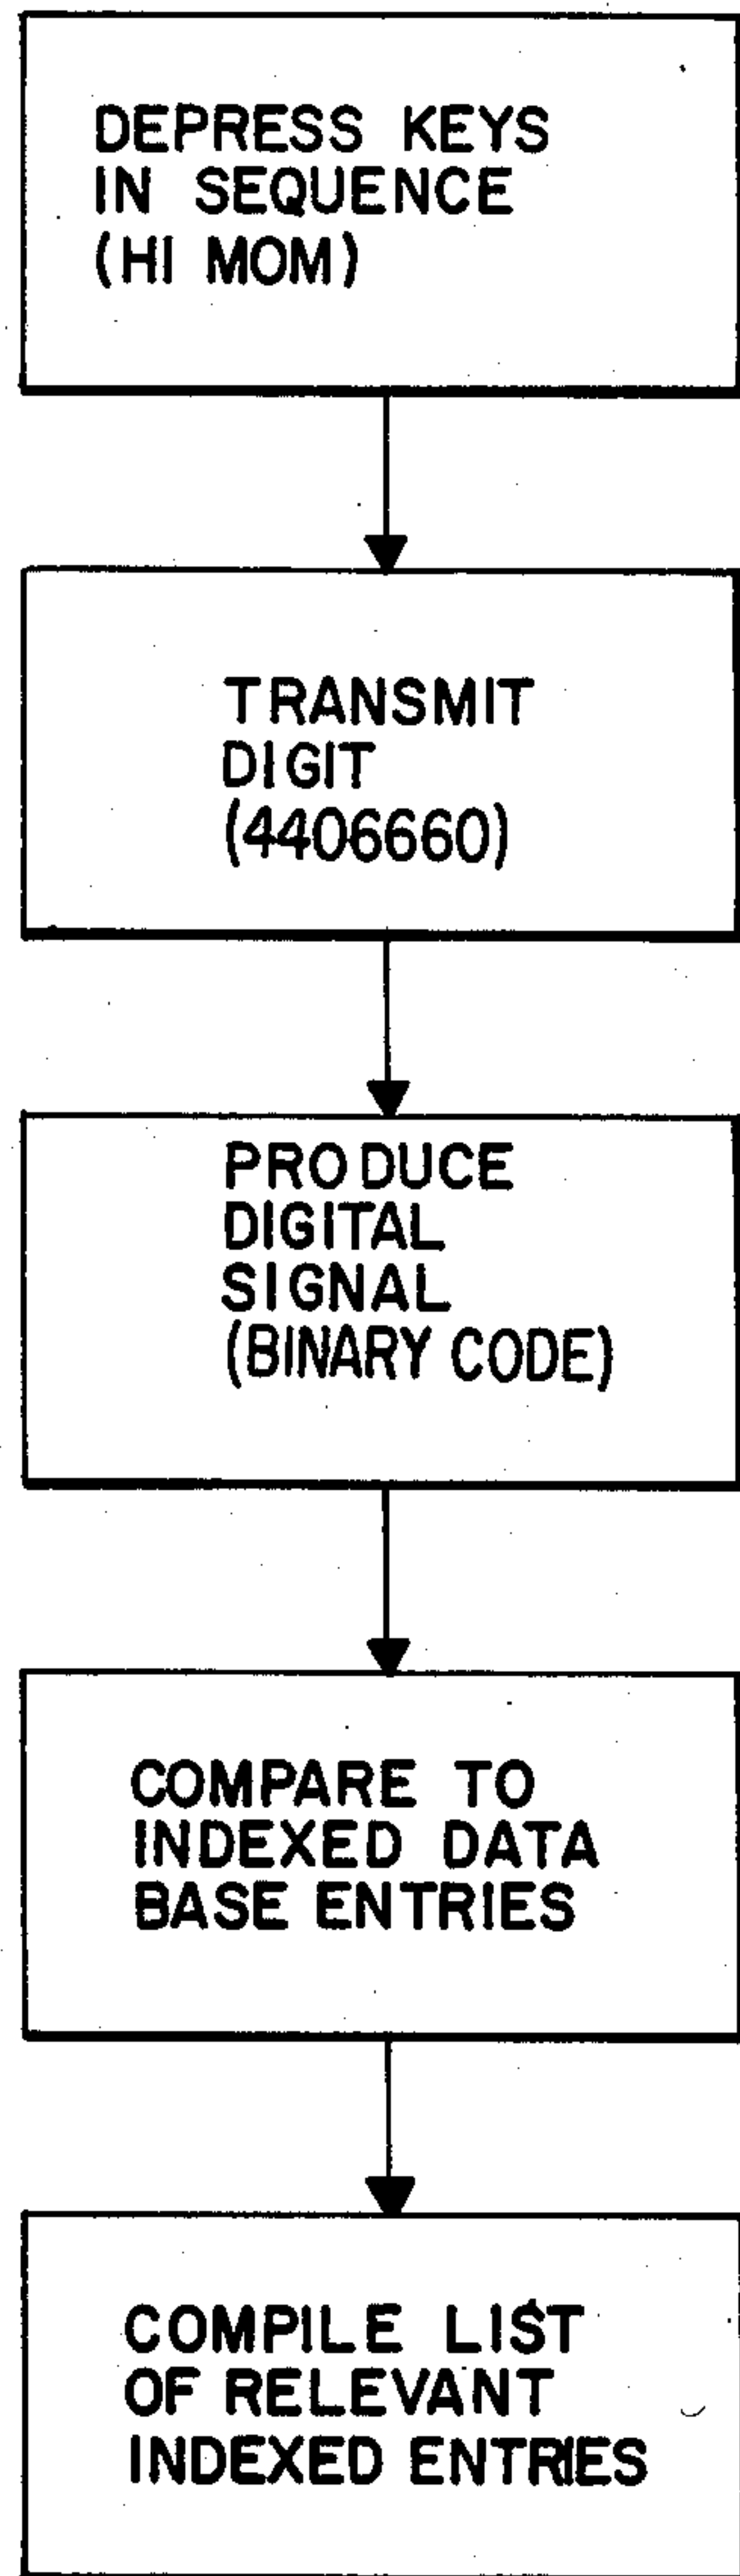 DEPRESS KEYS
IN SEQUENCE
(HI MOM)
TRANSMIT
DIGIT
(4406660)
PRODUCE
DIGITAL
SIGNAL
(BINARY CODE)
COMPARE TO
INDEXED DATA
BASE ENTRIES
COMPILE LIST
OF RELEVANT
INDEXED ENTRIES